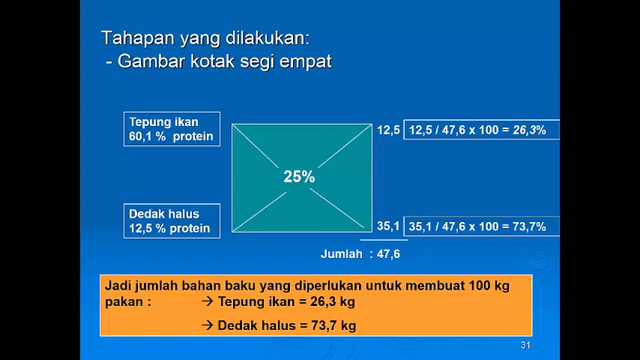 Tahapan yang dilakukan:
- Gambar kotak segi empat
Tepung ikan
60,1 % protein
12,5
12,5 / 47,6 x 100 = 26,3%
25%
Dedak halus
12,5 % protein
35,1
35,1 / 47,6 x 100 = 73,7%
Jumlah : 47,6
Jadi jumlah bahan baku yang diperlukan untuk membuat 100 kg
pakan : → Tepung ikan = 26,3 kg
→ Dedak halus = 73,7 kg
31